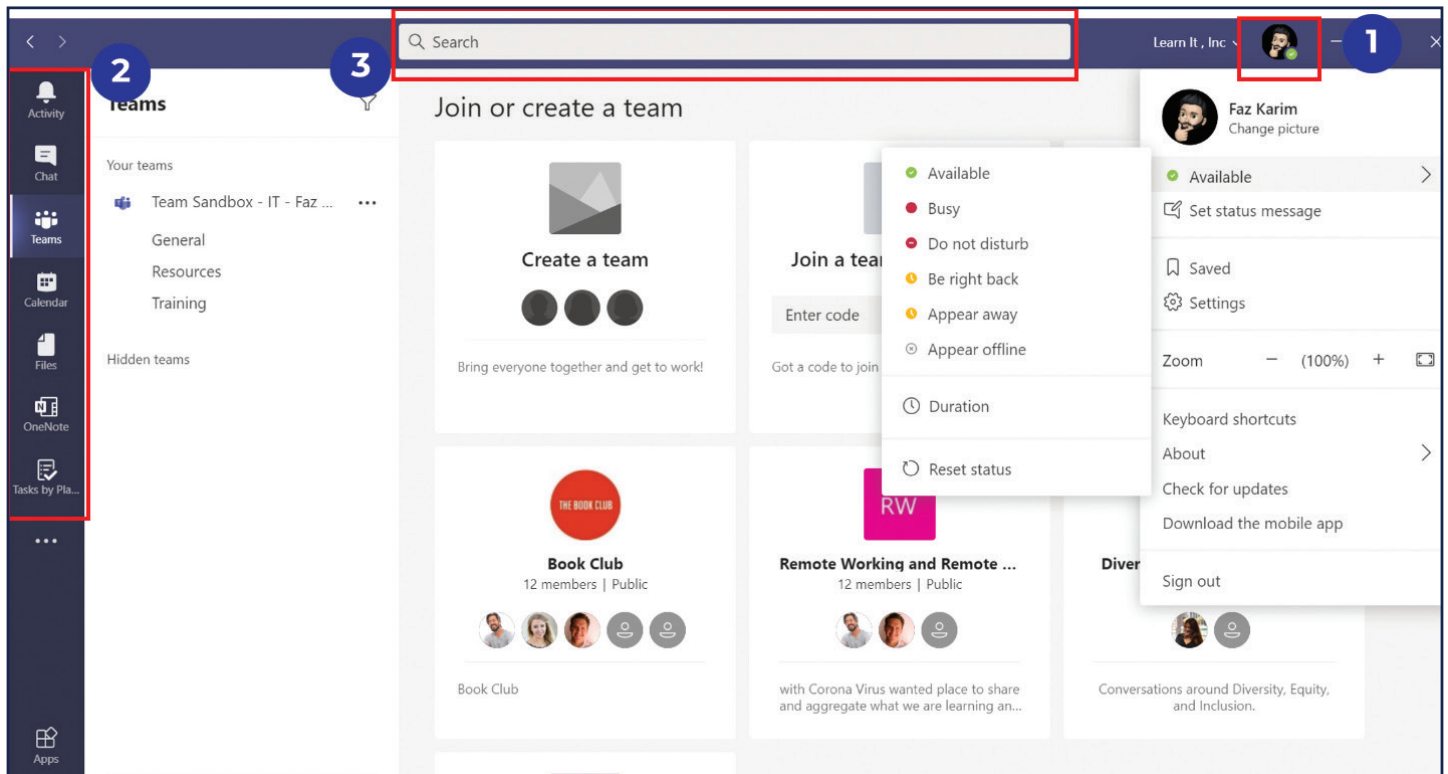 Search
Learn It , Inc
1
2
3
Activity
Chat
Teams
Calendar
Files
OneNote
Tasks by Pla...
Apps
Teams
Your teams
Team Sandbox - IT - Faz ...
General
Resources
Training
Hidden teams
Join or create a team
Create a team
Bring everyone together and get to work!
Join a tea
Enter code
Got a code to join
THE BOOK CLUB
Book Club
12 members | Public
Book Club
RW
Remote Working and Remote ...
12 members | Public
with Corona Virus wanted place to share
and aggregate what we are learning an...
Diver
Conversations around Diversity, Equity,
and Inclusion.
Available
Busy
Do not disturb
Be right back
Appear away
Appear offline
Duration
Reset status
Faz Karim
Change picture
Available
Set status message
Saved
Settings
Zoom − (100%) +
Keyboard shortcuts
About
Check for updates
Download the mobile app
Sign out